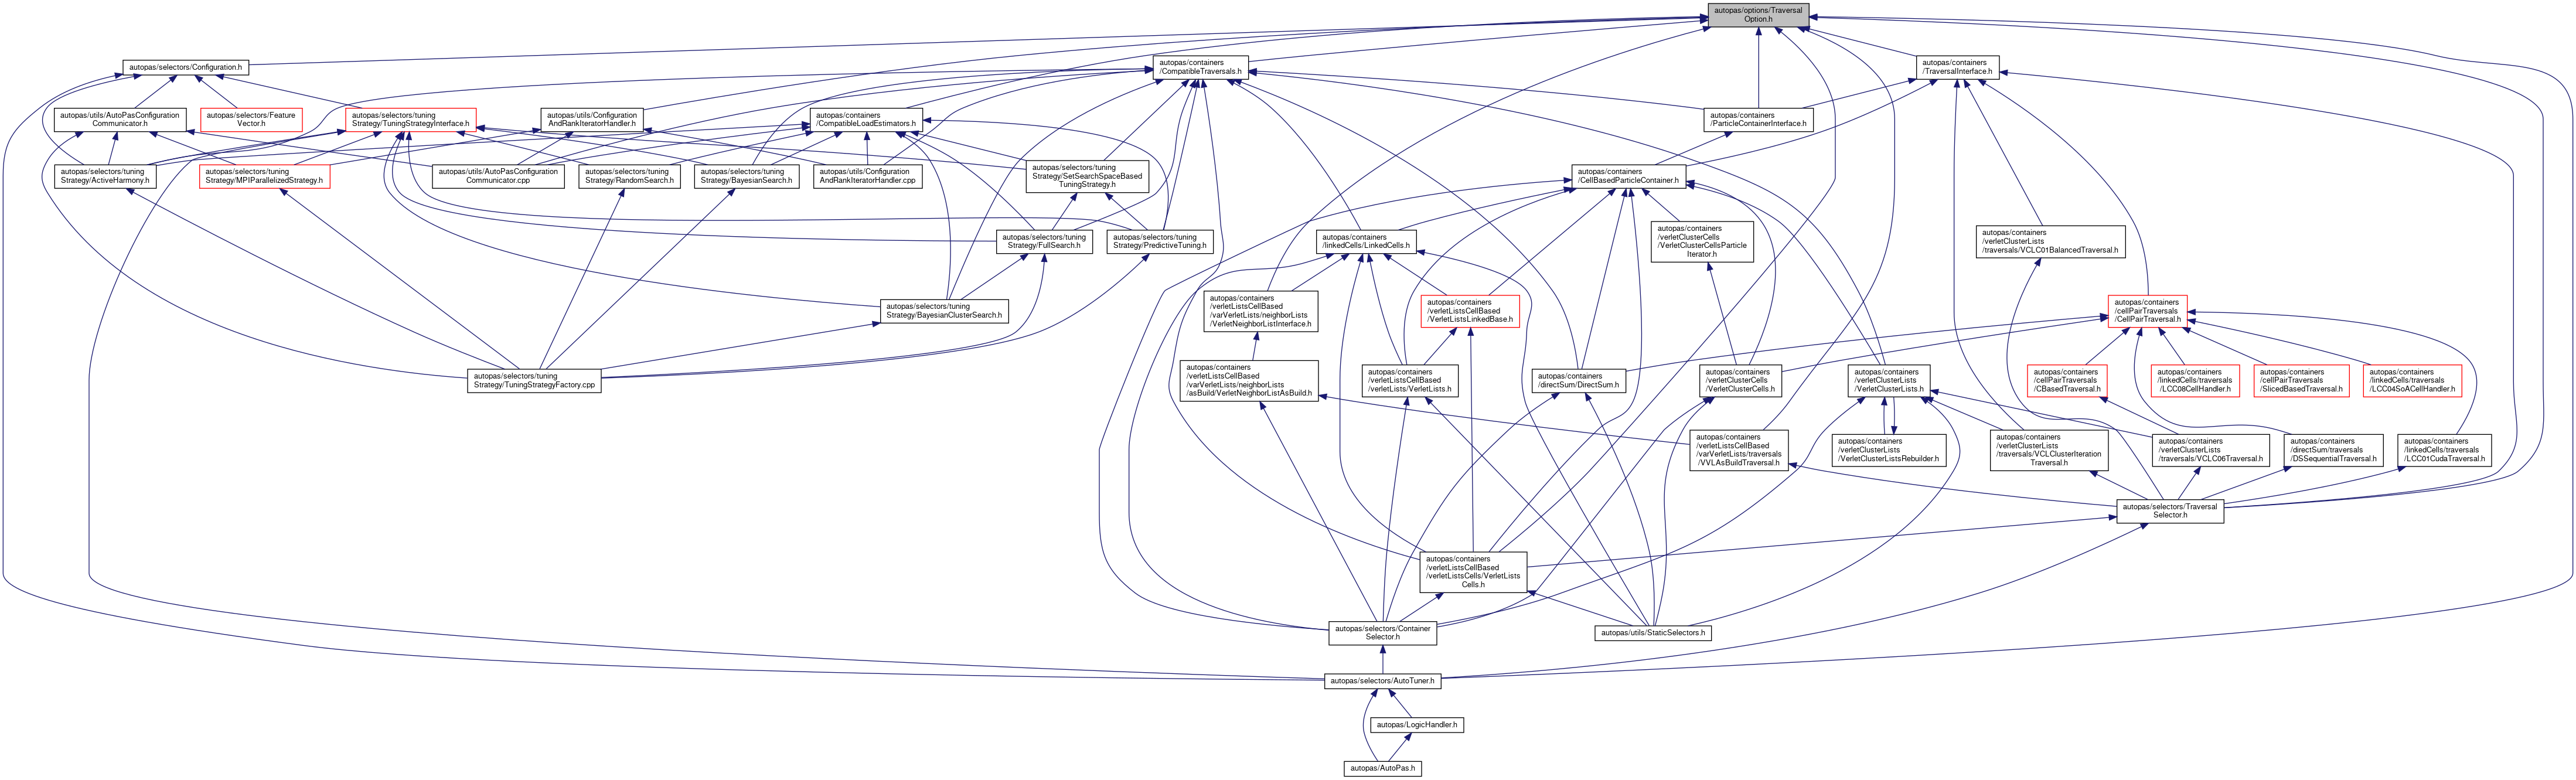 autopas/options/Traversal
Option.h
autopas/selectors/Configuration.h
autopas/containers
/CompatibleTraversals.h
autopas/containers
/TraversalInterface.h
autopas/utils/AutoPasConfiguration
Communicator.h
autopas/selectors/Feature
Vector.h
autopas/selectors/tuning
Strategy/TuningStrategyInterface.h
autopas/utils/Configuration
AndRankIteratorHandler.h
autopas/containers
/CompatibleLoadEstimators.h
autopas/containers
/ParticleContainerInterface.h
autopas/selectors/tuning
Strategy/ActiveHarmony.h
autopas/selectors/tuning
Strategy/MPIParallelizedStrategy.h
autopas/utils/AutoPasConfiguration
Communicator.cpp
autopas/selectors/tuning
Strategy/RandomSearch.h
autopas/selectors/tuning
Strategy/BayesianSearch.h
autopas/utils/Configuration
AndRankIteratorHandler.cpp
autopas/selectors/tuning
Strategy/SetSearchSpaceBased
TuningStrategy.h
autopas/containers
/CellBasedParticleContainer.h
autopas/selectors/tuning
Strategy/FullSearch.h
autopas/selectors/tuning
Strategy/PredictiveTuning.h
autopas/containers
/linkedCells/LinkedCells.h
autopas/containers
/verletClusterCells
/VerletClusterCellsParticle
Iterator.h
autopas/containers
/verletClusterLists
/traversals/VCLC01BalancedTraversal.h
autopas/selectors/tuning
Strategy/BayesianClusterSearch.h
autopas/containers
/verletListsCellBased
/varVerletLists/neighborLists
/VerletNeighborListInterface.h
autopas/containers
/verletListsCellBased
/VerletListsLinkedBase.h
autopas/containers
/cellPairTraversals
/CellPairTraversal.h
autopas/selectors/tuning
Strategy/TuningStrategyFactory.cpp
autopas/containers
/verletListsCellBased
/varVerletLists/neighborLists
/asBuild/VerletNeighborListAsBuild.h
autopas/containers
/verletListsCellBased
/verletLists/VerletLists.h
autopas/containers
/directSum/DirectSum.h
autopas/containers
/verletClusterCells
/VerletClusterCells.h
autopas/containers
/verletClusterLists
/VerletClusterLists.h
autopas/containers
/cellPairTraversals
/CBasedTraversal.h
autopas/containers
/linkedCells/traversals
/LCC08CellHandler.h
autopas/containers
/cellPairTraversals
/SlicedBasedTraversal.h
autopas/containers
/linkedCells/traversals
/LCC04SoACellHandler.h
autopas/containers
/verletListsCellBased
/varVerletLists/traversals
/VVLAsBuildTraversal.h
autopas/containers
/verletClusterLists
/VerletClusterListsRebuilder.h
autopas/containers
/verletClusterLists
/traversals/VCLClusterIteration
Traversal.h
autopas/containers
/verletClusterLists
/traversals/VCLC06Traversal.h
autopas/containers
/directSum/traversals
/DSSequentialTraversal.h
autopas/containers
/linkedCells/traversals
/LCC01CudaTraversal.h
autopas/selectors/Traversal
Selector.h
autopas/containers
/verletListsCellBased
/verletListsCells/VerletLists
Cells.h
autopas/selectors/Container
Selector.h
autopas/utils/StaticSelectors.h
autopas/selectors/AutoTuner.h
autopas/LogicHandler.h
autopas/AutoPas.h